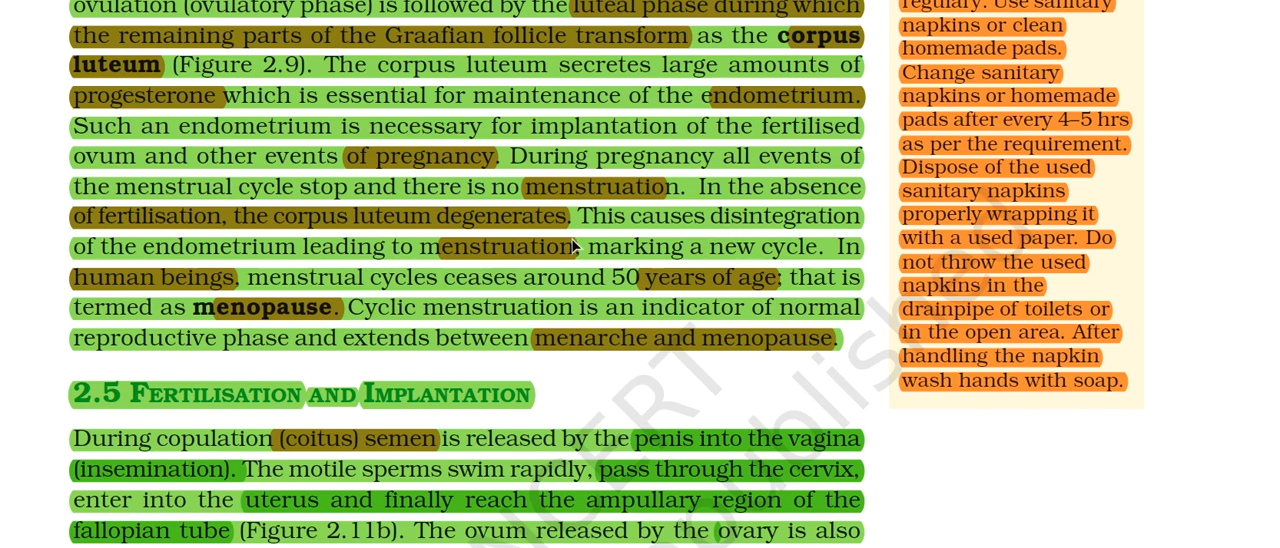 ovulation (ovulatory phase) is followed by the luteal phase during which
the remaining parts of the Graafian follicle transform as the corpus
luteum (Figure 2.9). The corpus luteum secretes large amounts of
progesterone which is essential for maintenance of the endometrium.
Such an endometrium is necessary for implantation of the fertilised
ovum and other events of pregnancy. During pregnancy all events of
the menstrual cycle stop and there is no menstruation. In the absence
of fertilisation, the corpus luteum degenerates. This causes disintegration
of the endometrium leading to menstruation, marking a new cycle. In
human beings, menstrual cycles ceases around 50 years of age; that is
termed as menopause. Cyclic menstruation is an indicator of normal
reproductive phase and extends between menarche and menopause.
2.5 FERTILISATION AND IMPLANTATION
During copulation (coitus) semen is released by the penis into the vagina
(insemination). The motile sperms swim rapidly, pass through the cervix,
enter into the uterus and finally reach the ampullary region of the
fallopian tube (Figure 2.11b). The ovum released by the ovary is also
regularly. Use sanitary
napkins or clean
homemade pads.
Change sanitary
napkins or homemade
pads after every 4–5 hrs
as per the requirement.
Dispose of the used
sanitary napkins
properly wrapping it
with a used paper. Do
not throw the used
napkins in the
drainpipe of toilets or
in the open area. After
handling the napkin
wash hands with soap.
NCERT
published